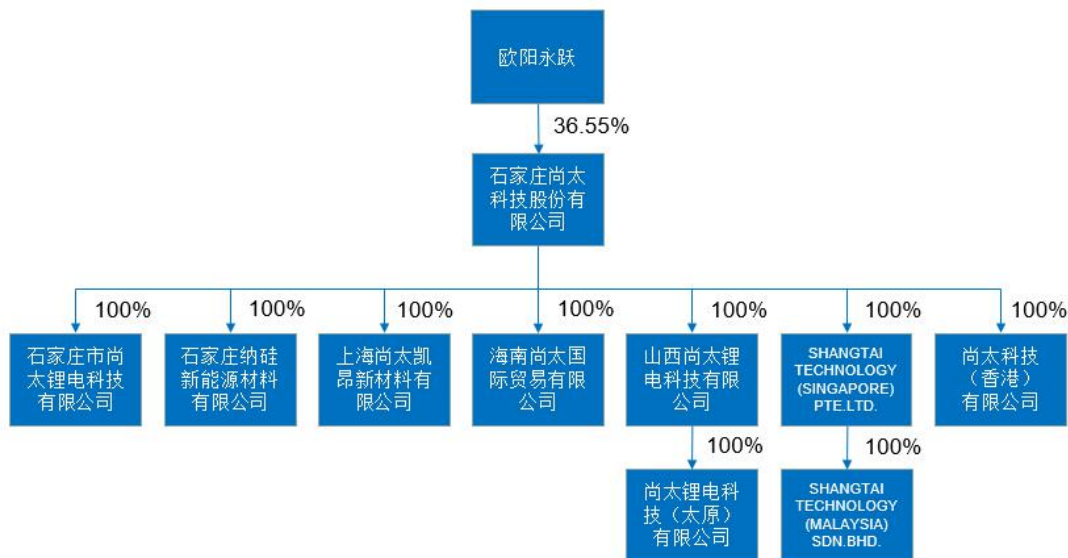 欧阳永跃
36.55%
石家庄尚太
科技股份有
限公司
100%
100%
100%
100%
100%
100%
100%
石家庄市尚
太锂电科技
有限公司
石家庄纳硅
新能源材料
有限公司
上海尚太凯
昂新材料有
限公司
海南尚太国
际贸易有限
公司
山西尚太锂
电科技有限
公司
SHANGTAI
TECHNOLOGY
(SINGAPORE)
PTE.LTD.
尚太科技
（香港）
有限公司
100%
100%
尚太锂电科
技（太原）
有限公司
SHANGTAI
TECHNOLOGY
(MALAYSIA)
SDN.BHD.